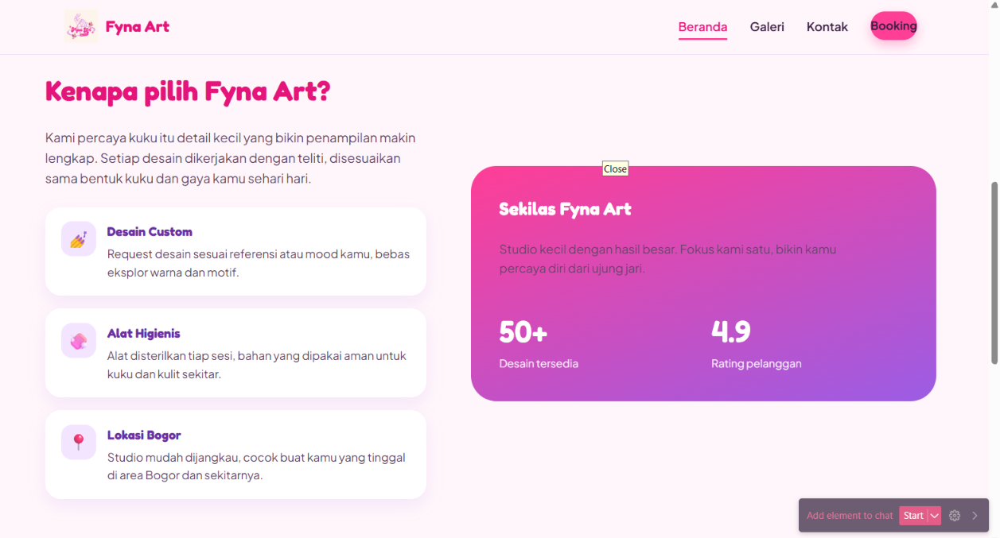 Fyna Art
Beranda
Galeri
Kontak
Booking
Kenapa pilih Fyna Art?
Kami percaya kuku itu detail kecil yang bikin penampilan makin
lengkap. Setiap desain dikerjakan dengan teliti, disesuaikan
sama bentuk kuku dan gaya kamu sehari hari.
Desain Custom
Request desain sesuai referensi atau mood kamu, bebas
eksplor warna dan motif.
Alat Higienis
Alat disterilkan tiap sesi, bahan yang dipakai aman untuk
kuku dan kulit sekitar.
Lokasi Bogor
Studio mudah dijangkau, cocok buat kamu yang tinggal
di area Bogor dan sekitarnya.
Close
Sekilas Fyna Art
Studio kecil dengan hasil besar. Fokus kami satu, bikin kamu
percaya diri dari ujung jari.
50+
Desain tersedia
4.9
Rating pelanggan
Add element to chat
Start